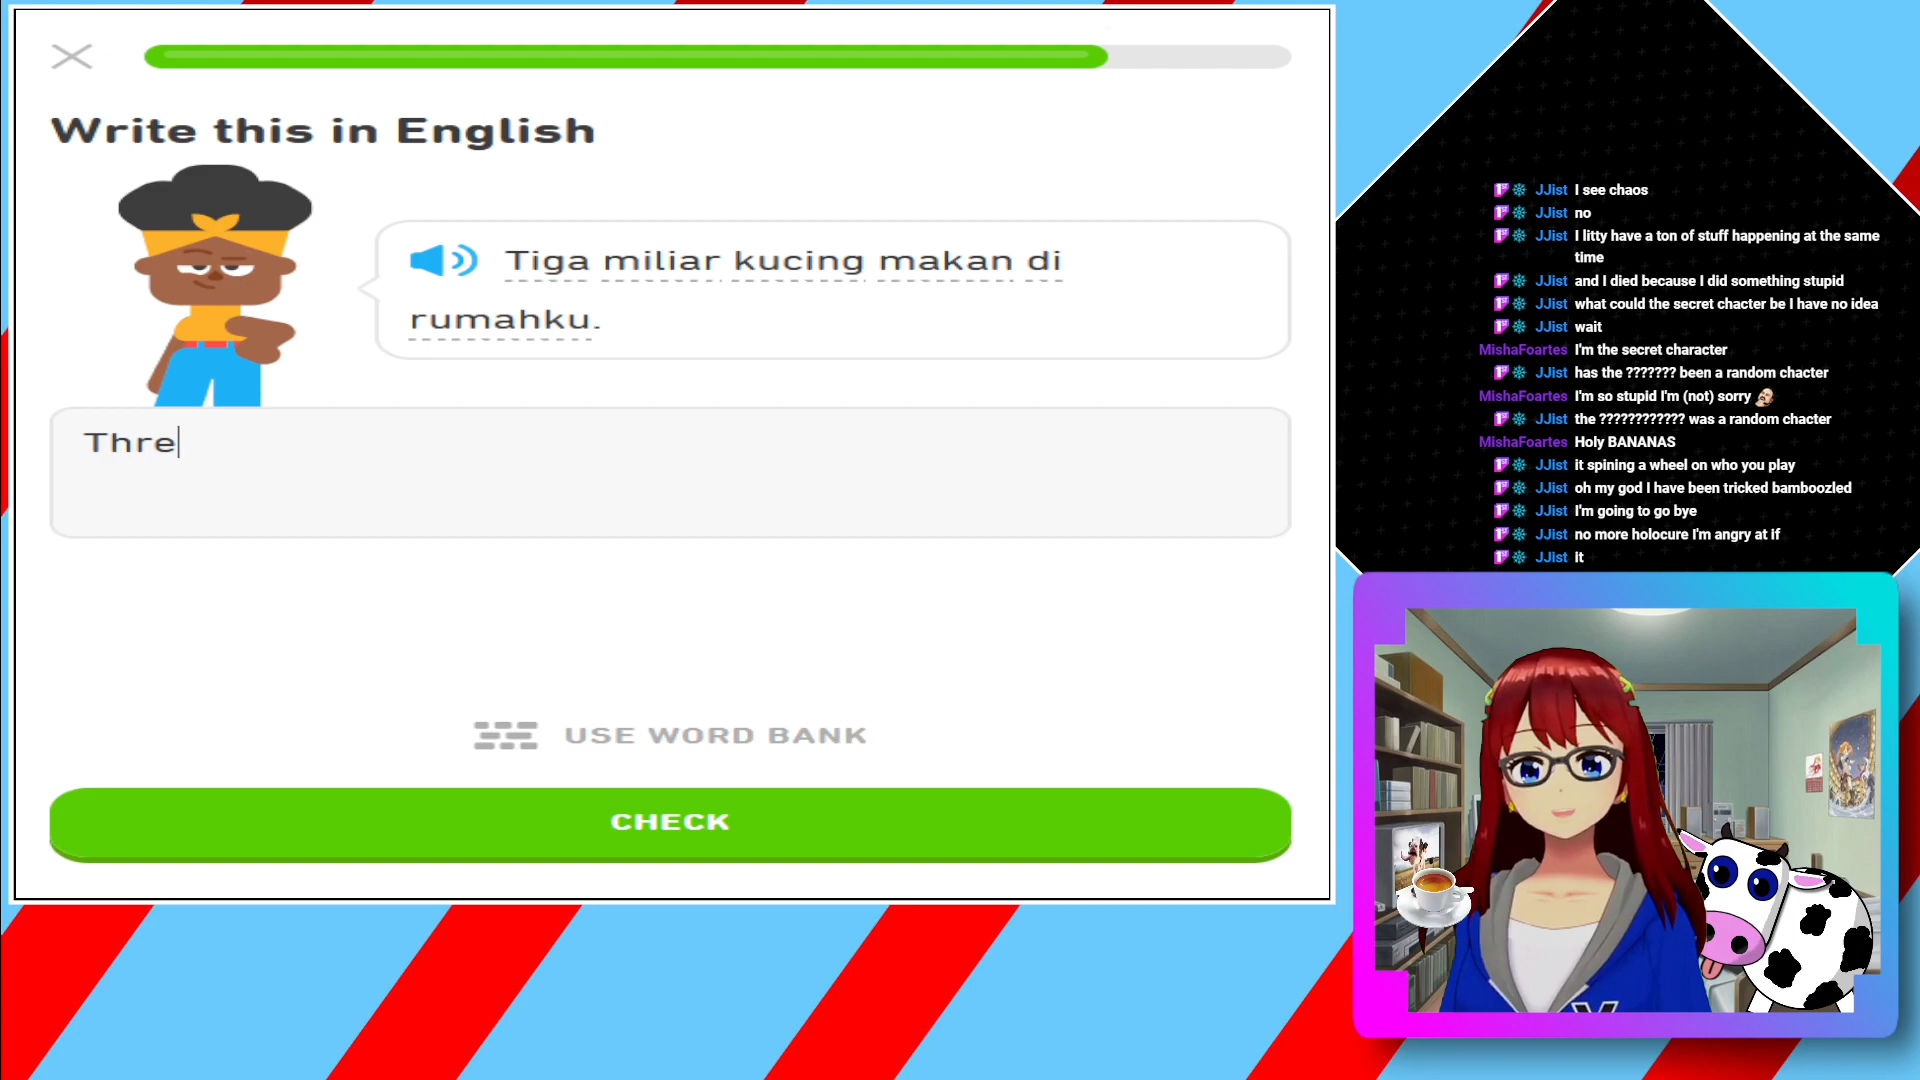 Write this in English
Tiga miliar kucing makan di
rumahku.
Thre
USE WORD BANK
CHECK
JJist I see chaos
JJist no
JJist I litty have a ton of stuff happening at the same
time
JJist and I died because I did something stupid
JJist what could the secret chacter be I have no idea
JJist wait
MishaFoartes I'm the secret character
JJist has the ??????? been a random chacter
MishaFoartes I'm so stupid I'm (not) sorry
JJist the ???????????? was a random chacter
MishaFoartes Holy BANANAS
JJist it spining a wheel on who you play
JJist oh my god I have been tricked bamboozled
JJist I'm going to go bye
JJist no more holocure I'm angry at if
JJist it